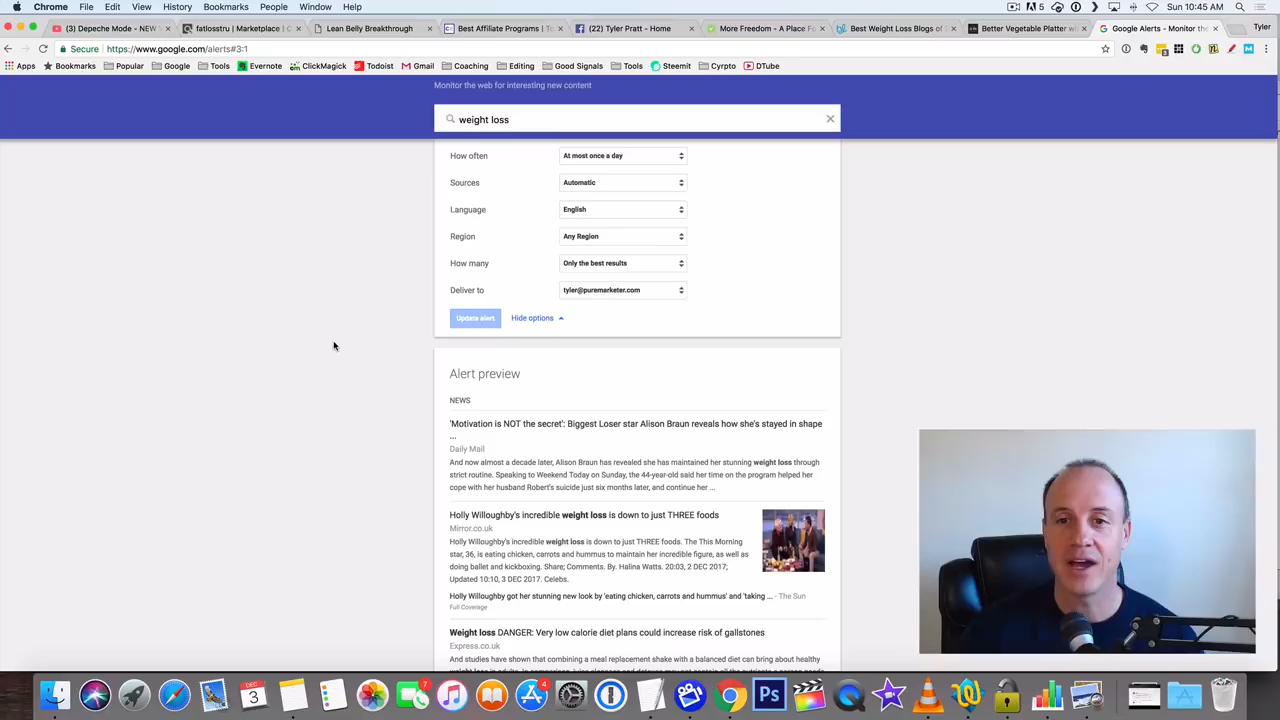 Chrome File Edit View History Bookmarks People Window Help
5
Sun 10:45 AM
(3) Depeche Mode - NEW
fatlosstru | Marketplace | C
Lean Belly Breakthrough
Best Affiliate Programs | To
(22) Tyler Pratt - Home
More Freedom - A Place Fo
Best Weight Loss Blogs of
Better Vegetable Platter wi
Google Alerts - Monitor th
Tyler
Secure https://www.google.com/alerts#3:1
Apps Bookmarks Popular Google Tools Evernote ClickMagick Todoist Gmail Coaching Editing Good Signals Tools Steemit Cyrpto DTube
Monitor the web for interesting new content
weight loss
How often At most once a day
Sources Automatic
Language English
Region Any Region
How many Only the best results
Deliver to tyler@puremarketer.com
Update alert Hide options
Alert preview
NEWS
'Motivation is NOT the secret': Biggest Loser star Alison Braun reveals how she's stayed in shape
...
Daily Mail
And now almost a decade later, Alison Braun has revealed she has maintained her stunning weight loss through
strict routine. Speaking to Weekend Today on Sunday, the 44-year-old said her time on the program helped her
cope with her husband Robert's suicide just six months later, and continue her ...
Holly Willoughby's incredible weight loss is down to just THREE foods
Mirror.co.uk
Holly Willoughby's incredible weight loss is down to just THREE foods. The This Morning
star, 36, is eating chicken, carrots and hummus to maintain her incredible figure, as well as
doing ballet and kickboxing. Share; Comments. By. Halina Watts. 20:03, 2 DEC 2017;
Updated 10:10, 3 DEC 2017. Celebs.
Holly Willoughby got her stunning new look by 'eating chicken, carrots and hummus' and 'taking ... - The Sun
Full Coverage
Weight loss DANGER: Very low calorie diet plans could increase risk of gallstones
Express.co.uk
And studies have shown that combining a meal replacement shake with a balanced diet can bring about healthy
DEC
3
7
4
Ps